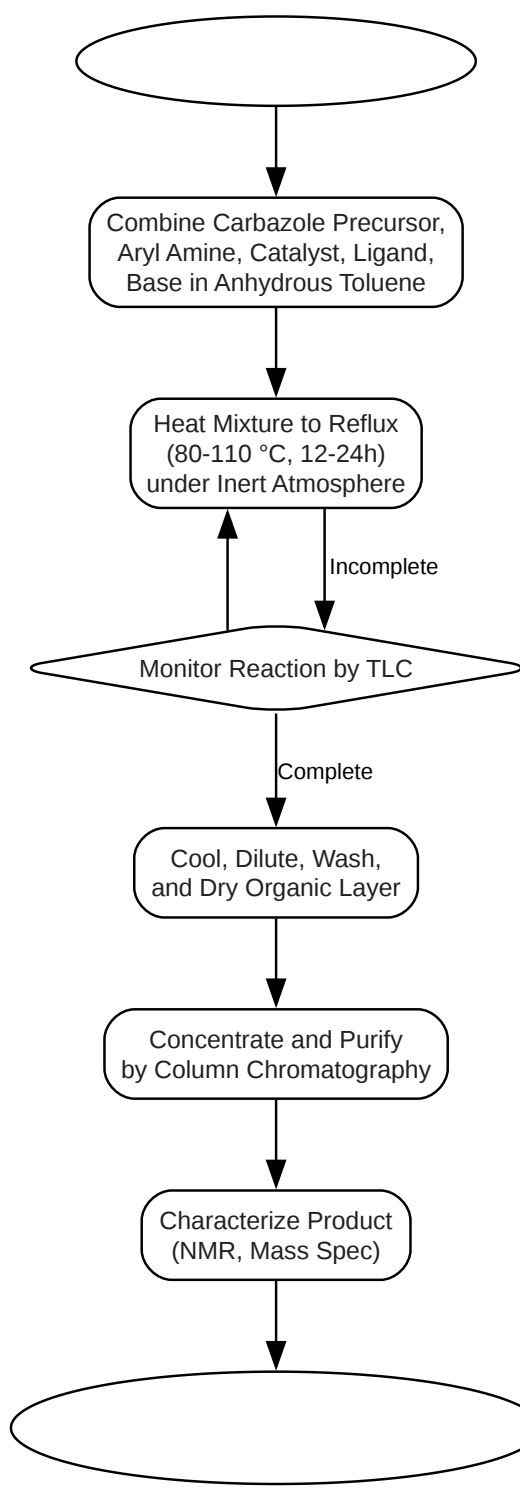 Combine Carbazole Precursor,
Aryl Amine, Catalyst, Ligand,
Base in Anhydrous Toluene
Heat Mixture to Reflux
(80-110 °C, 12-24h)
under Inert Atmosphere
Incomplete
Monitor Reaction by TLC
Complete
Cool, Dilute, Wash,
and Dry Organic Layer
Concentrate and Purify
by Column Chromatography
Characterize Product
(NMR, Mass Spec)